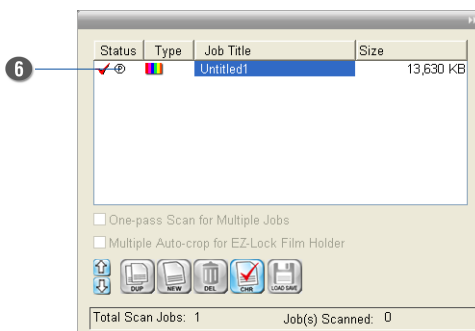 Status Type Job Title Size
6
P Untitled1 13,630 KB
One-pass Scan for Multiple Jobs
Multiple Auto-crop for EZ-Lock Film Holder
DUP NEW DEL CHK LOAD SAVE
Total Scan Jobs: 1 Job(s) Scanned: 0